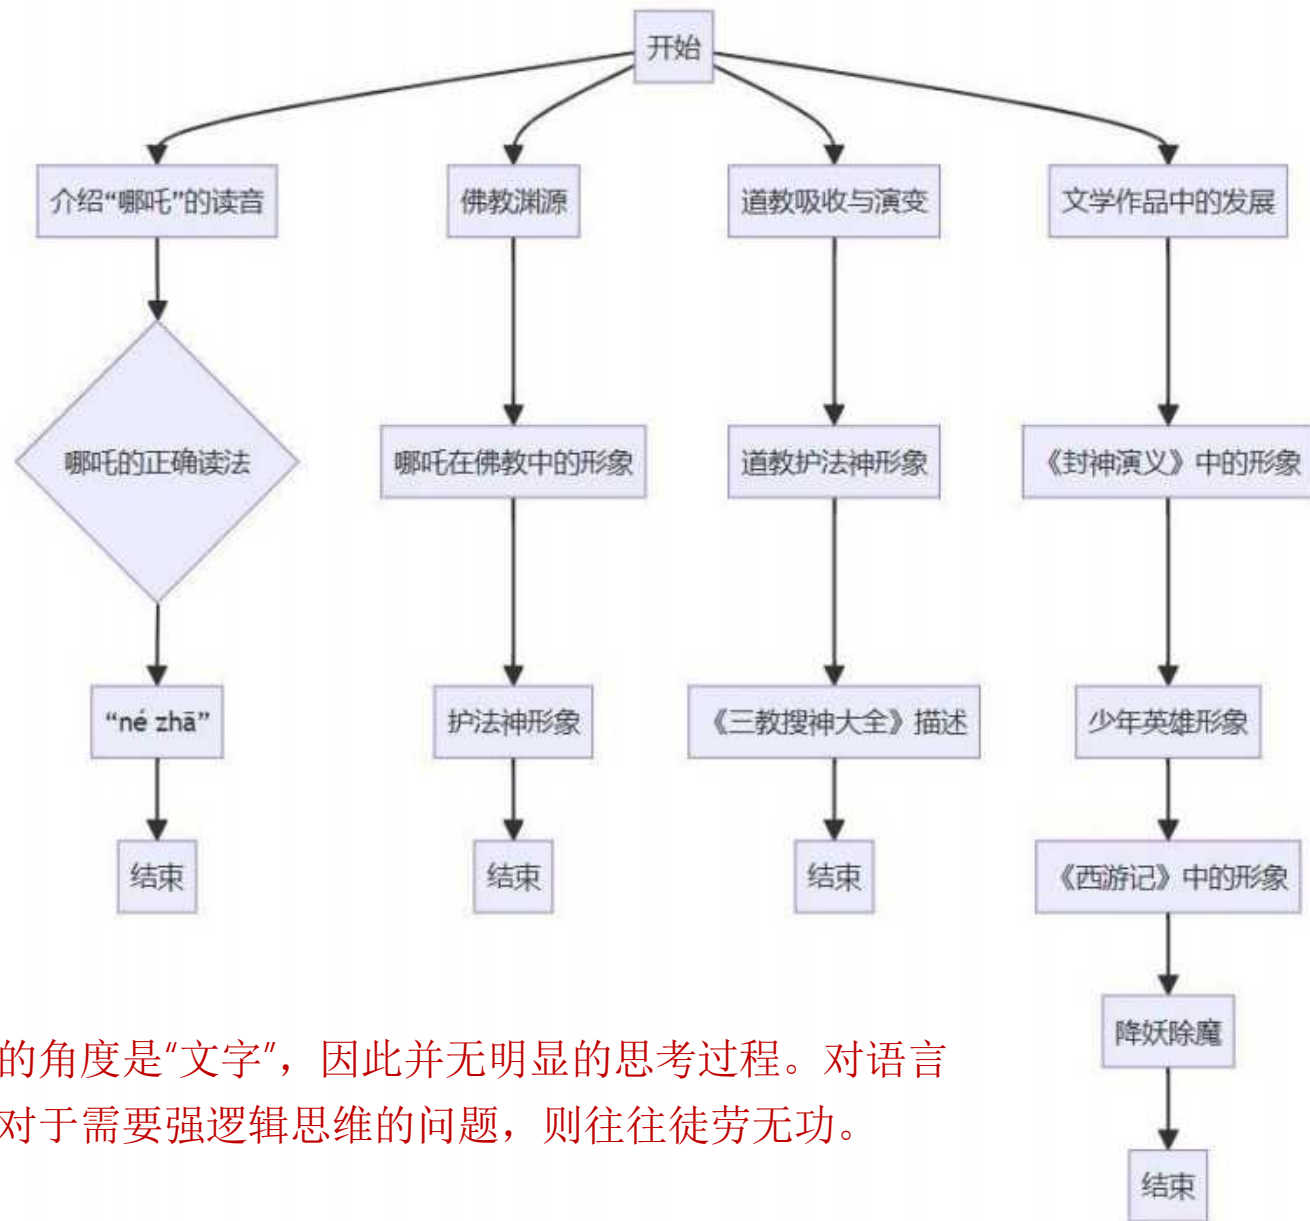 开始
介绍“哪吒”的读音
佛教渊源
道教吸收与演变
文学作品中的发展
哪吒的正确读法
哪吒在佛教中的形象
道教护法神形象
《封神演义》中的形象
“né zhā”
护法神形象
《三教搜神大全》描述
少年英雄形象
结束
结束
结束
《西游记》中的形象
降妖除魔
的角度是"文字"，因此并无明显的思考过程。对语言
对于需要强逻辑思维的问题，则往往徒劳无功。
结束